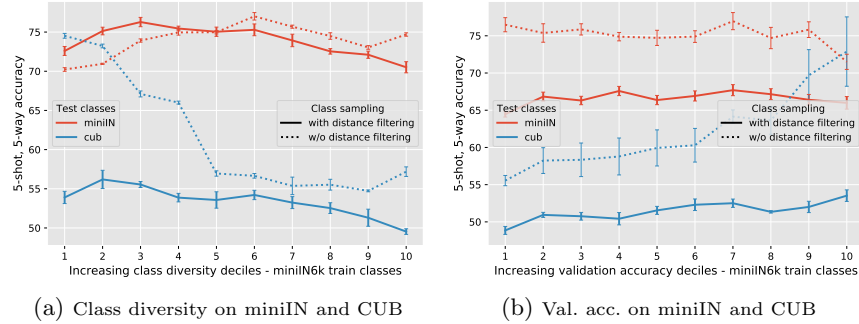 5-shot, 5-way accuracy
75
70
65
60
55
50
Test classes
miniIN
cub
Class sampling
with distance filtering
w/o distance filtering
1 2 3 4 5 6 7 8 9 10
Increasing class diversity deciles - miniIN6k train classes
(a) Class diversity on miniIN and CUB
5-shot, 5-way accuracy
75
70
65
60
55
50
Test classes
miniIN
cub
Class sampling
with distance filtering
w/o distance filtering
1 2 3 4 5 6 7 8 9 10
Increasing validation accuracy deciles - miniIN6k train classes
(b) Val. acc. on miniIN and CUB